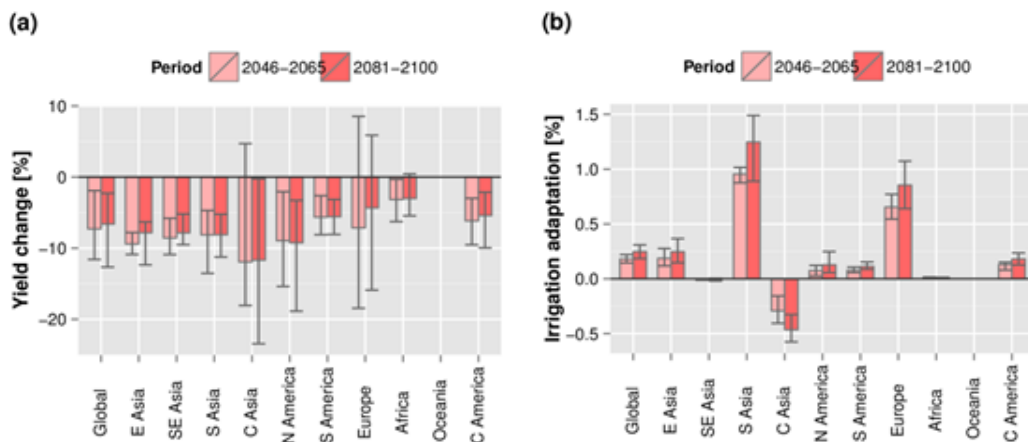 (a)
Period 2046−2065 2081−2100
Yield change [%]
10
0
−10
−20
Global
E Asia
SE Asia
S Asia
C Asia
N America
S America
Europe
Africa
Oceania
C America
(b)
Period 2046−2065 2081−2100
Irrigation adaptation [%]
1.5
1.0
0.5
0.0
−0.5
Global
E Asia
SE Asia
S Asia
C Asia
N America
S America
Europe
Africa
Oceania
C America